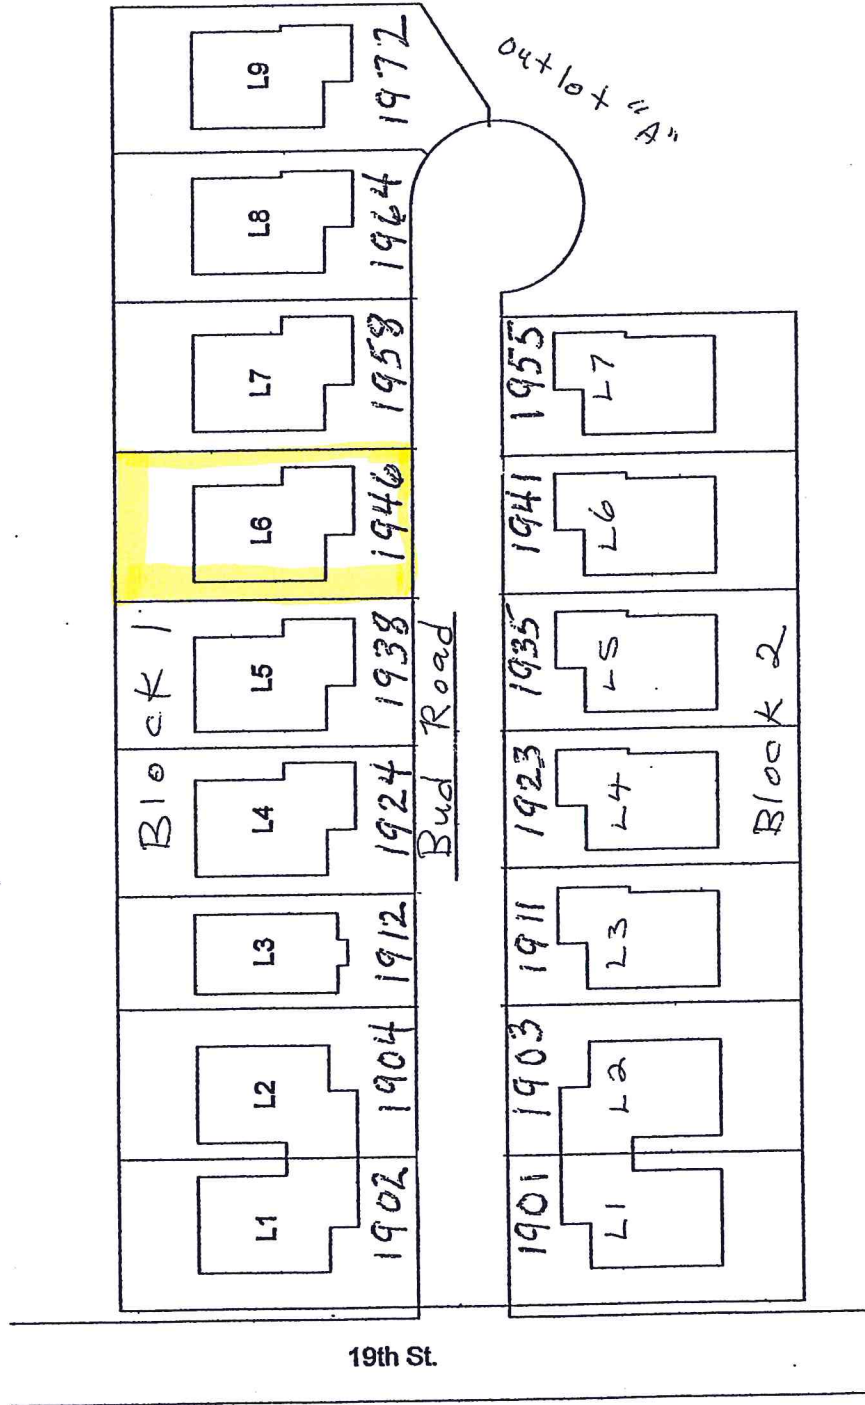 Outlot "A"
L9
1972
L8
1964
L7
1958
L6
1946
L5
1938
L4
1924
L3
1912
L2
1904
L1
1902
Block 1
Bud Road
1955
L7
1941
L6
1935
L5
1923
L4
1911
L3
1903
L2
1901
L1
Block 2
19th St.